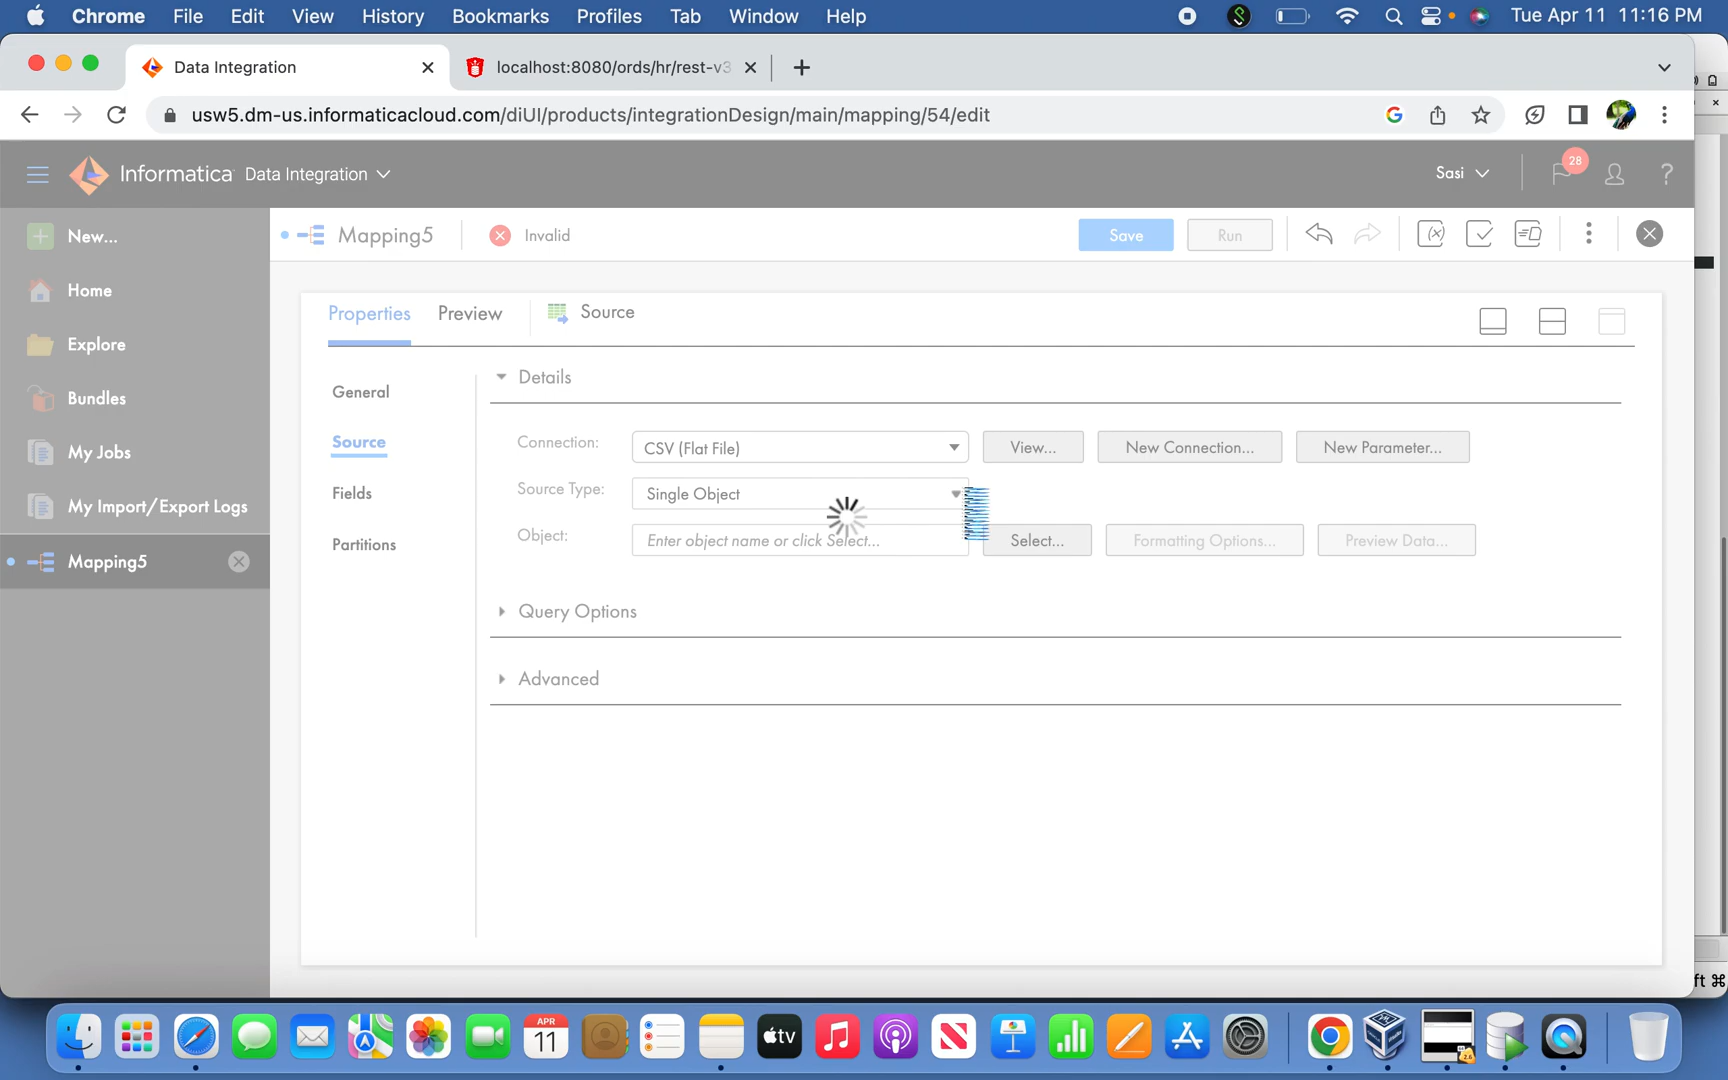 Chrome File Edit View History Bookmarks Profiles Tab Window Help Tue Apr 11 11:16 PM
Data Integration localhost:8080/ords/hr/rest-v3
usw5.dm-us.informaticacloud.com/diUI/products/integrationDesign/main/mapping/54/edit
Informatica Data Integration Sasi 28 ?
New... Mapping5 Invalid Save Run
Home
Explore
Bundles
My Jobs
My Import/Export Logs
Mapping5
Properties Preview Source
General
Source
Fields
Partitions
Details
Connection: CSV (Flat File) View... New Connection... New Parameter...
Source Type: Single Object
Object: Enter object name or click Select... Select... Formatting Options... Preview Data...
Query Options
Advanced
ft ⌘
APR
11
tv